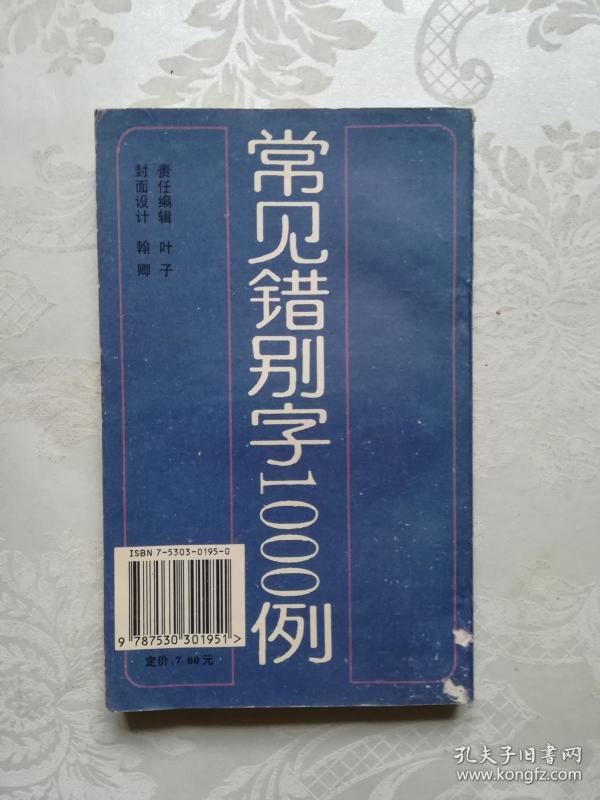 常见错别字1000例
责任编辑 叶子
封面设计 翰卿
ISBN 7-5303-0195-0
9 787530 301951 >
定价:7.60元
孔夫子旧书网
www.kongfz.com